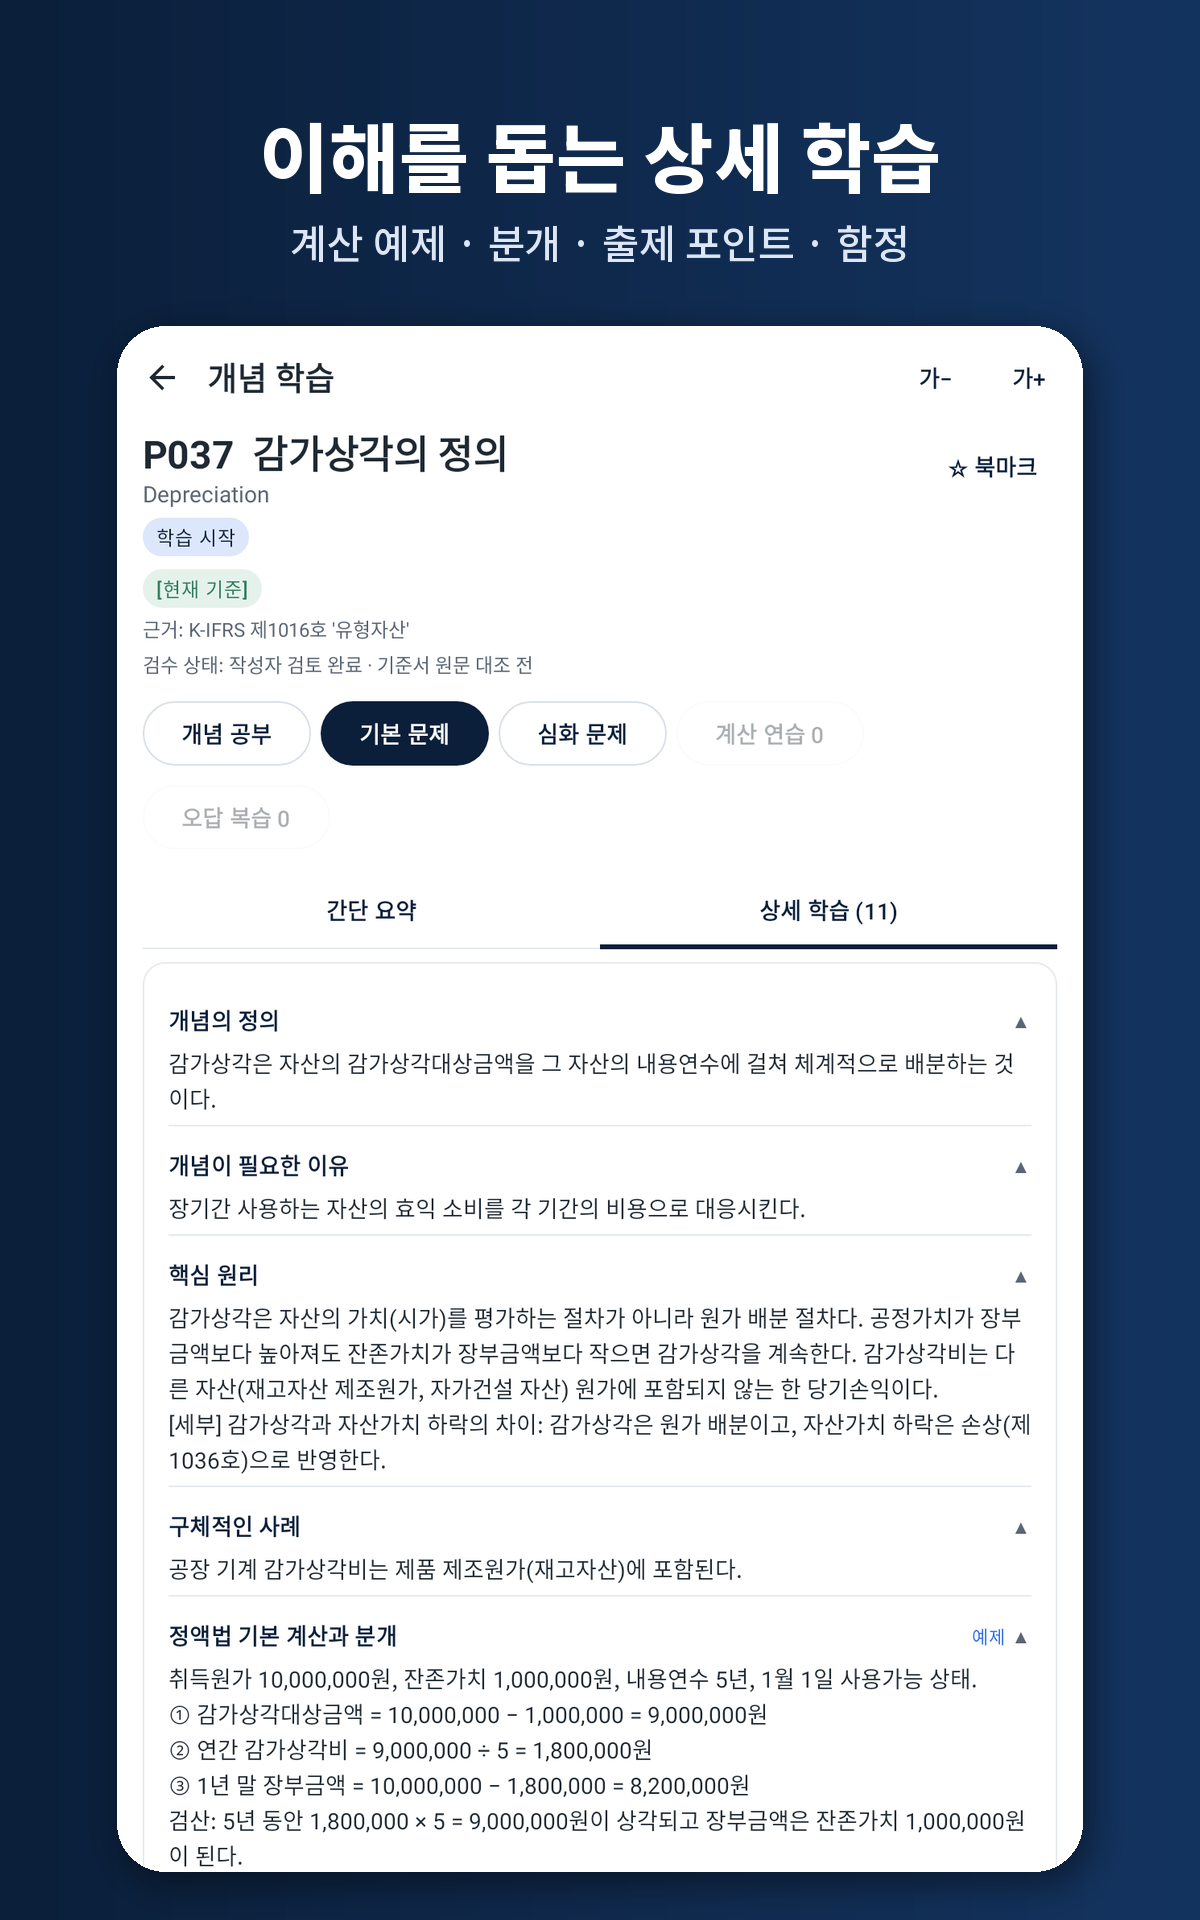 이해를 돕는 상세 학습
계산 예제 · 분개 · 출제 포인트 · 함정
← 개념 학습 가− 가+
P037 감가상각의 정의
☆ 북마크
Depreciation
학습 시작
[현재 기준]
근거: K-IFRS 제1016호 '유형자산'
검수 상태: 작성자 검토 완료 · 기준서 원문 대조 전
개념 공부 기본 문제 심화 문제 계산 연습 0
오답 복습 0
간단 요약 상세 학습 (11)
개념의 정의 ▲
감가상각은 자산의 감가상각대상금액을 그 자산의 내용연수에 걸쳐 체계적으로 배분하는 것
이다.
개념이 필요한 이유 ▲
장기간 사용하는 자산의 효익 소비를 각 기간의 비용으로 대응시킨다.
핵심 원리 ▲
감가상각은 자산의 가치(시가)를 평가하는 절차가 아니라 원가 배분 절차다. 공정가치가 장부
금액보다 높아져도 잔존가치가 장부금액보다 작으면 감가상각을 계속한다. 감가상각비는 다
른 자산(재고자산 제조원가, 자가건설 자산) 원가에 포함되지 않는 한 당기손익이다.
[세부] 감가상각과 자산가치 하락의 차이: 감가상각은 원가 배분이고, 자산가치 하락은 손상(제
1036호)으로 반영한다.
구체적인 사례 ▲
공장 기계 감가상각비는 제품 제조원가(재고자산)에 포함된다.
정액법 기본 계산과 분개 예제 ▲
취득원가 10,000,000원, 잔존가치 1,000,000원, 내용연수 5년, 1월 1일 사용가능 상태.
① 감가상각대상금액 = 10,000,000 − 1,000,000 = 9,000,000원
② 연간 감가상각비 = 9,000,000 ÷ 5 = 1,800,000원
③ 1년 말 장부금액 = 10,000,000 − 1,800,000 = 8,200,000원
검산: 5년 동안 1,800,000 × 5 = 9,000,000원이 상각되고 장부금액은 잔존가치 1,000,000원
이 된다.